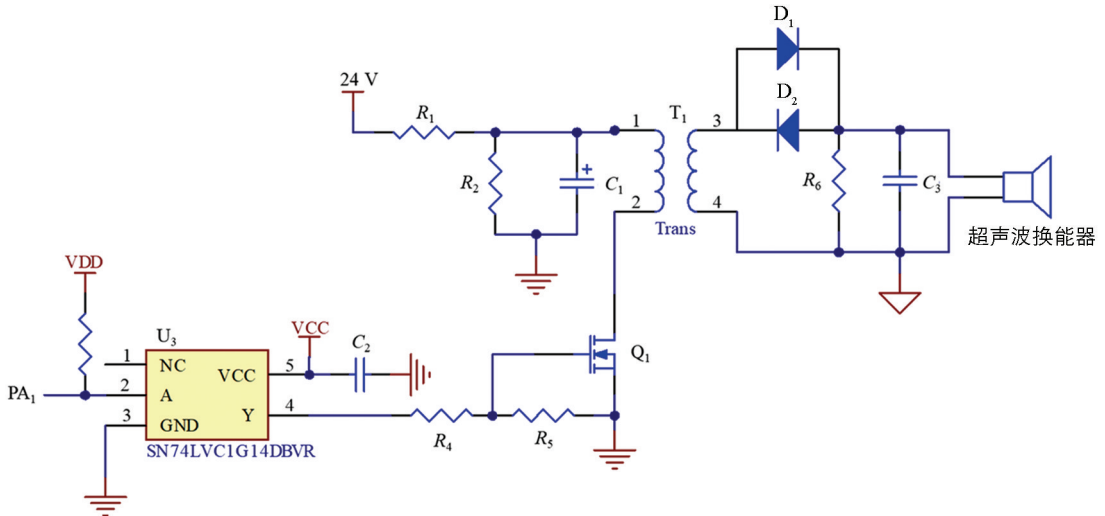 D₁
24 V
D₂
R₁
1
T₁
3
R₂
C₁
R₆
C₃
2
4
Trans
超声波换能器
VDD
U₃
VCC
C₂
1
NC
5
VCC
Q₁
PA₁
2
A
3
GND
Y
4
SN74LVC1G14DBVR
R₄
R₅